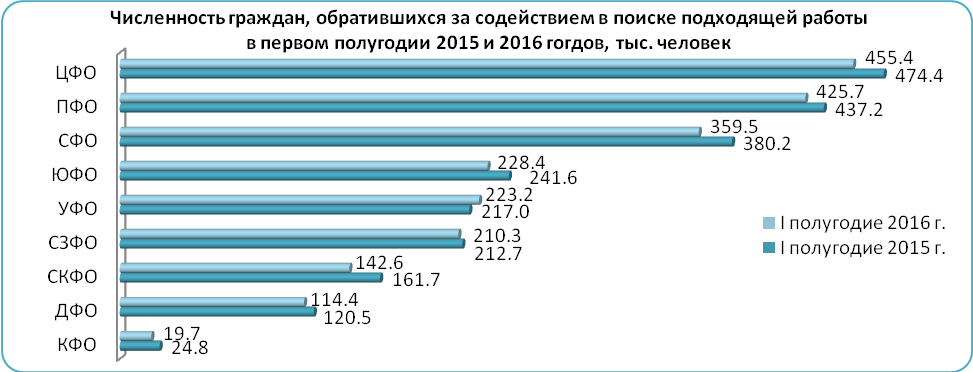 Численность граждан, обратившихся за содействием в поиске подходящей работы
в первом полугодии 2015 и 2016 гогдов, тыс. человек
ЦФО
455.4
474.4
ПФО
425.7
437.2
СФО
359.5
380.2
ЮФО
228.4
241.6
УФО
223.2
217.0
СЗФО
210.3
212.7
СКФО
142.6
161.7
ДФО
114.4
120.5
КФО
19.7
24.8
I полугодие 2016 г.
I полугодие 2015 г.